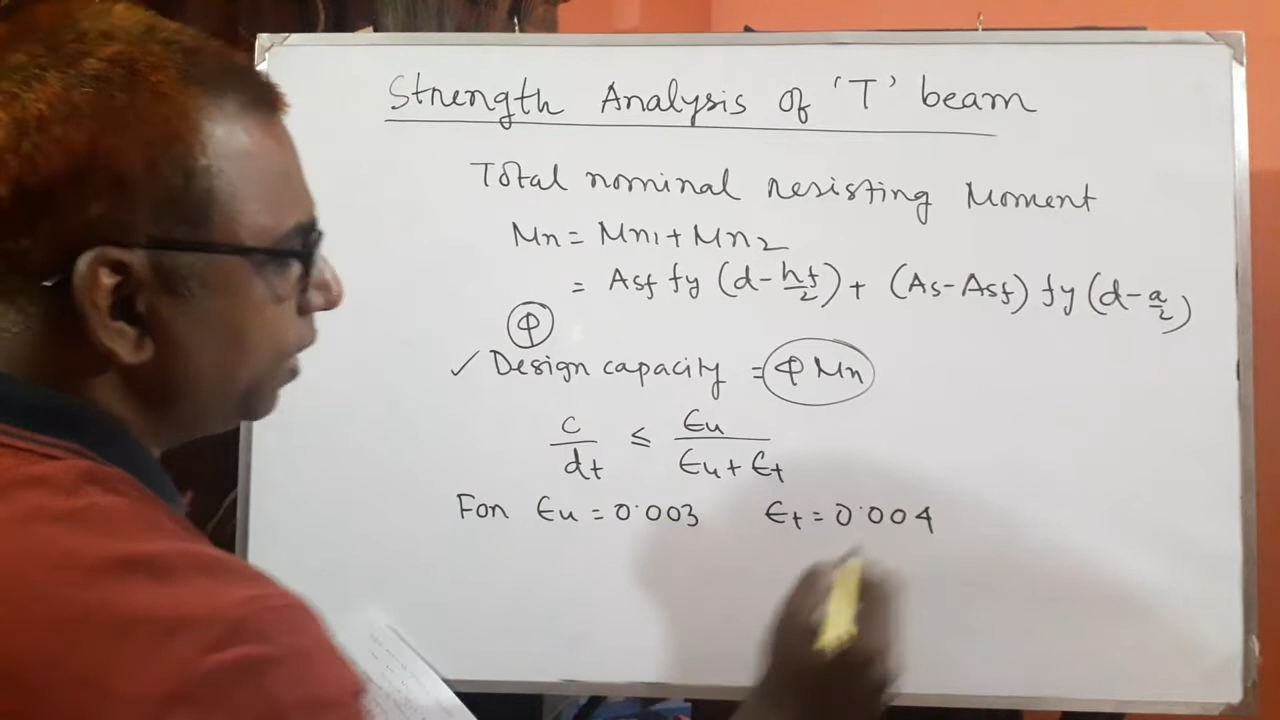 Strength Analysis of 'T' beam
Total nominal resisting Moment
Mn = Mn1 + Mn2
= Asf fy (d - hf/2) + (As - Asf) fy (d - a/2)
φ
✓ Design capacity = φ Mn
c/dt ≤ ϵu/(ϵu + ϵt)
For ϵu = 0.003 ϵt = 0.004